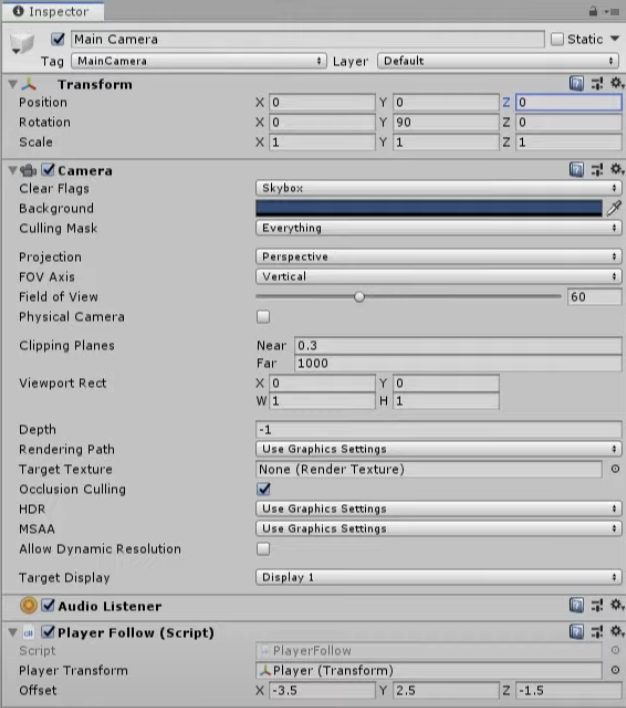 Inspector
Main Camera Static
Tag MainCamera Layer Default
Transform
Position X 0 Y 0 Z 0
Rotation X 0 Y 90 Z 0
Scale X 1 Y 1 Z 1
Camera
Clear Flags Skybox
Background
Culling Mask Everything
Projection Perspective
FOV Axis Vertical
Field of View 60
Physical Camera
Clipping Planes Near 0.3
Far 1000
Viewport Rect X 0 Y 0
W 1 H 1
Depth -1
Rendering Path Use Graphics Settings
Target Texture None (Render Texture)
Occlusion Culling
HDR Use Graphics Settings
MSAA Use Graphics Settings
Allow Dynamic Resolution
Target Display Display 1
Audio Listener
Player Follow (Script)
Script PlayerFollow
Player Transform Player (Transform)
Offset X -3.5 Y 2.5 Z -1.5